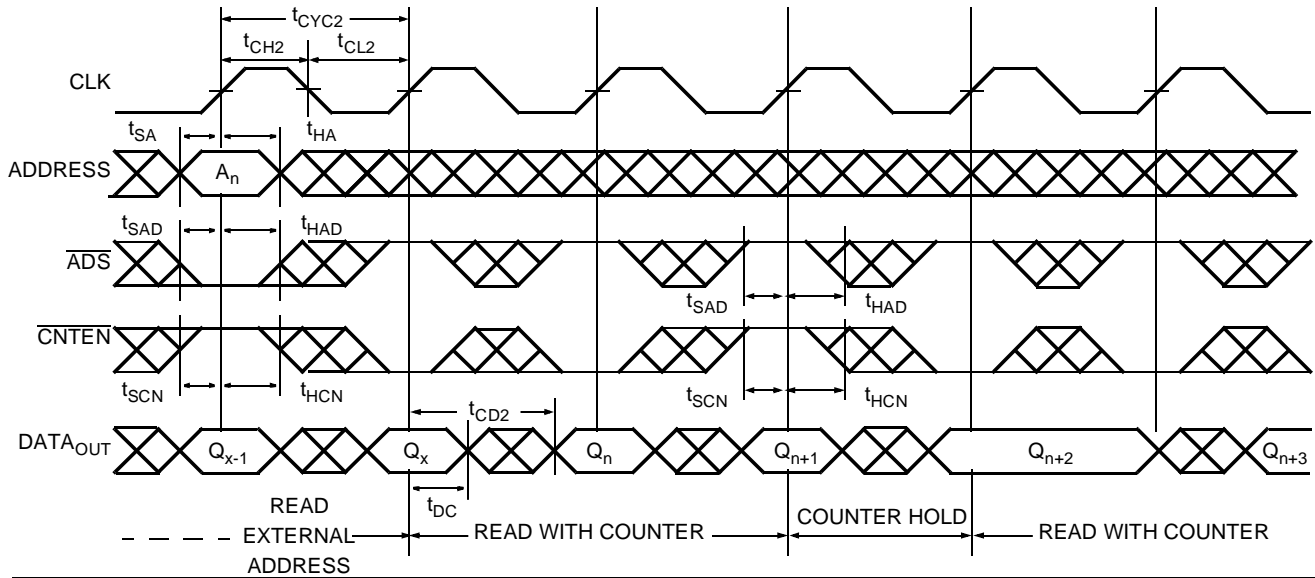 tCYC2
tCH2 tCL2
CLK
tSA tHA
ADDRESS An
tSAD tHAD
ADS
tSAD tHAD
CNTEN
tSCN tHCN tSCN tHCN
tCD2
DATAOUT Qx-1 Qx Qn Qn+1 Qn+2 Qn+3
tDC
READ
EXTERNAL
ADDRESS
READ WITH COUNTER
COUNTER HOLD
READ WITH COUNTER